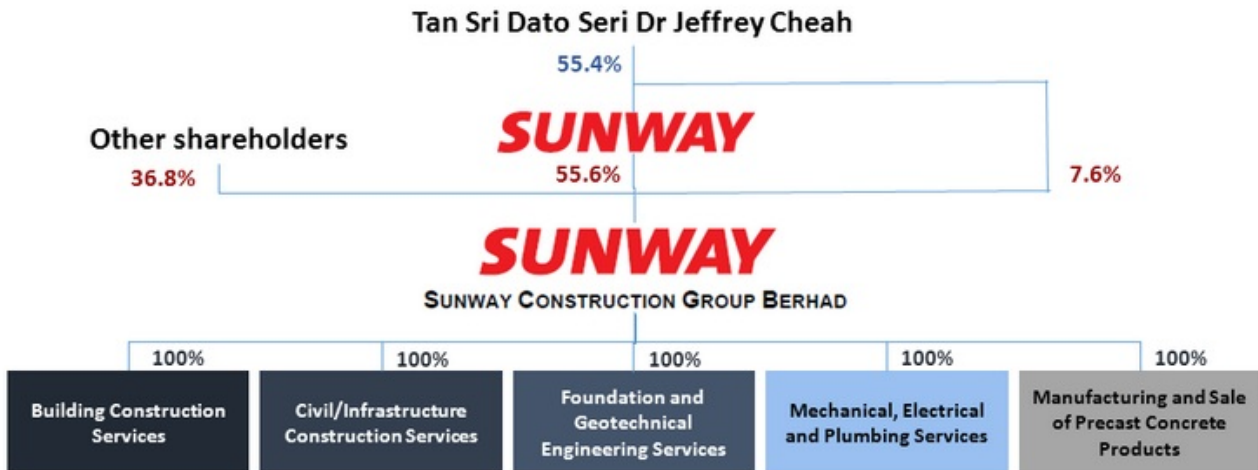 Tan Sri Dato Seri Dr Jeffrey Cheah
55.4%
SUNWAY
Other shareholders
36.8%
55.6%
7.6%
SUNWAY
SUNWAY CONSTRUCTION GROUP BERHAD
100%
100%
100%
100%
100%
Building Construction
Services
Civil/Infrastructure
Construction Services
Foundation and
Geotechnical
Engineering Services
Mechanical, Electrical
and Plumbing Services
Manufacturing and Sale
of Precast Concrete
Products